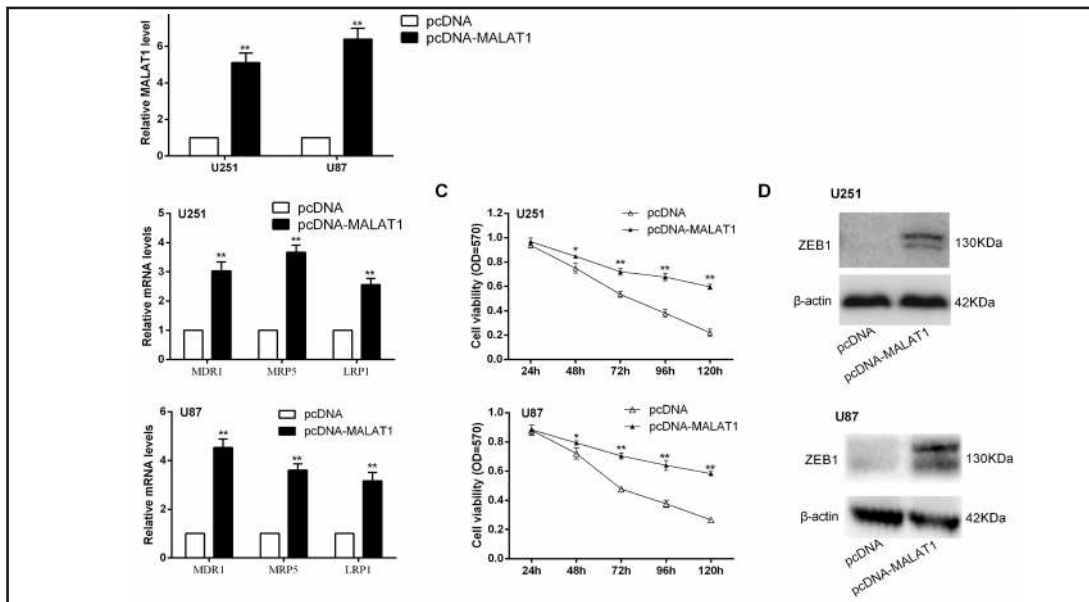 pcDNA
pcDNA-MALAT1
Relative MALAT1 level
6
4
2
0
**
**
U251
U87
U251
pcDNA
pcDNA-MALAT1
Relative mRNA levels
5
4
3
2
1
0
**
**
**
MDR1
MRP5
LRP1
U87
pcDNA
pcDNA-MALAT1
Relative mRNA levels
6
4
2
0
**
**
**
MDR1
MRP5
LRP1
C
U251
pcDNA
pcDNA-MALAT1
Cell viability (OD=570)
1.2
1.0
0.8
0.6
0.4
0.2
0.0
*
**
**
**
24h
48h
72h
96h
120h
U87
pcDNA
pcDNA-MALAT1
Cell viability (OD=570)
1.0
0.8
0.6
0.4
0.2
0.0
*
**
**
**
24h
48h
72h
96h
120h
D
U251
ZEB1
130KDa
β-actin
42KDa
pcDNA
pcDNA-MALAT1
U87
ZEB1
130KDa
β-actin
42KDa
pcDNA
pcDNA-MALAT1